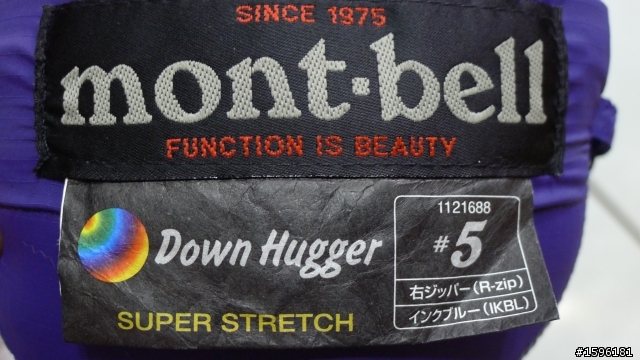 SINCE 1975
mont-bell
FUNCTION IS BEAUTY
Down Hugger
SUPER STRETCH
1121688
#5
右ジッパー(R-zip)
インクブルー(IKBL)
#1596181